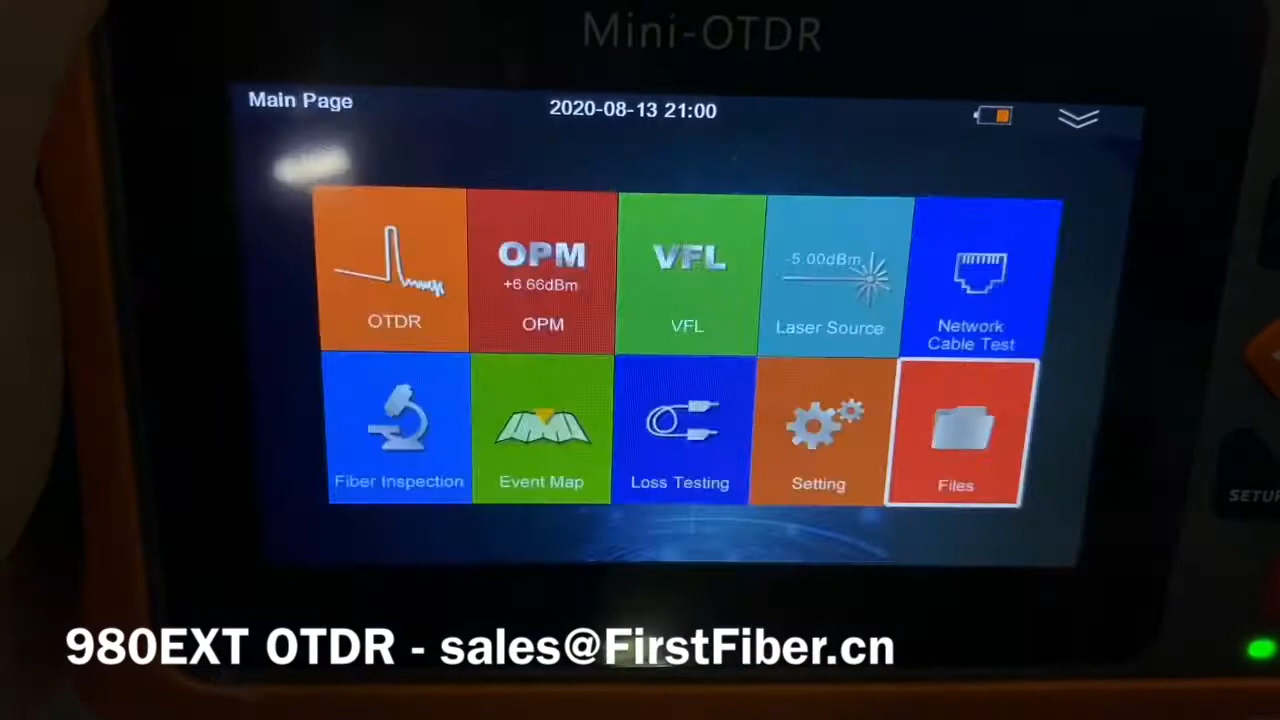 Mini-OTDR
Main Page
2020-08-13 21:00
OPM
+6.66dBm
VFL
-5.00dBm
OTDR
OPM
VFL
Laser Source
Network
Cable Test
Fiber Inspection
Event Map
Loss Testing
Setting
Files
980EXT OTDR - sales@FirstFiber.cn